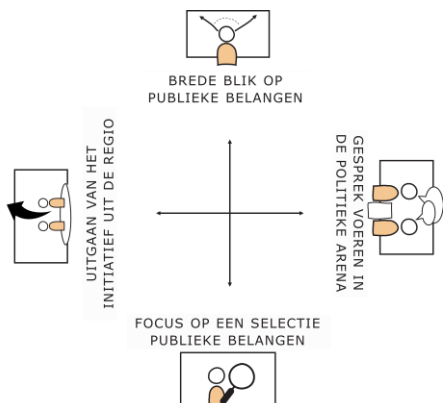 BREDE BLIK OP
PUBLIEKE BELANGEN
UITGAAN VAN HET
INITIATIEF UIT DE REGIO
GESPREK VOEREN IN
DE POLITIEKE ARENA
FOCUS OP EEN SELECTIE
PUBLIEKE BELANGEN